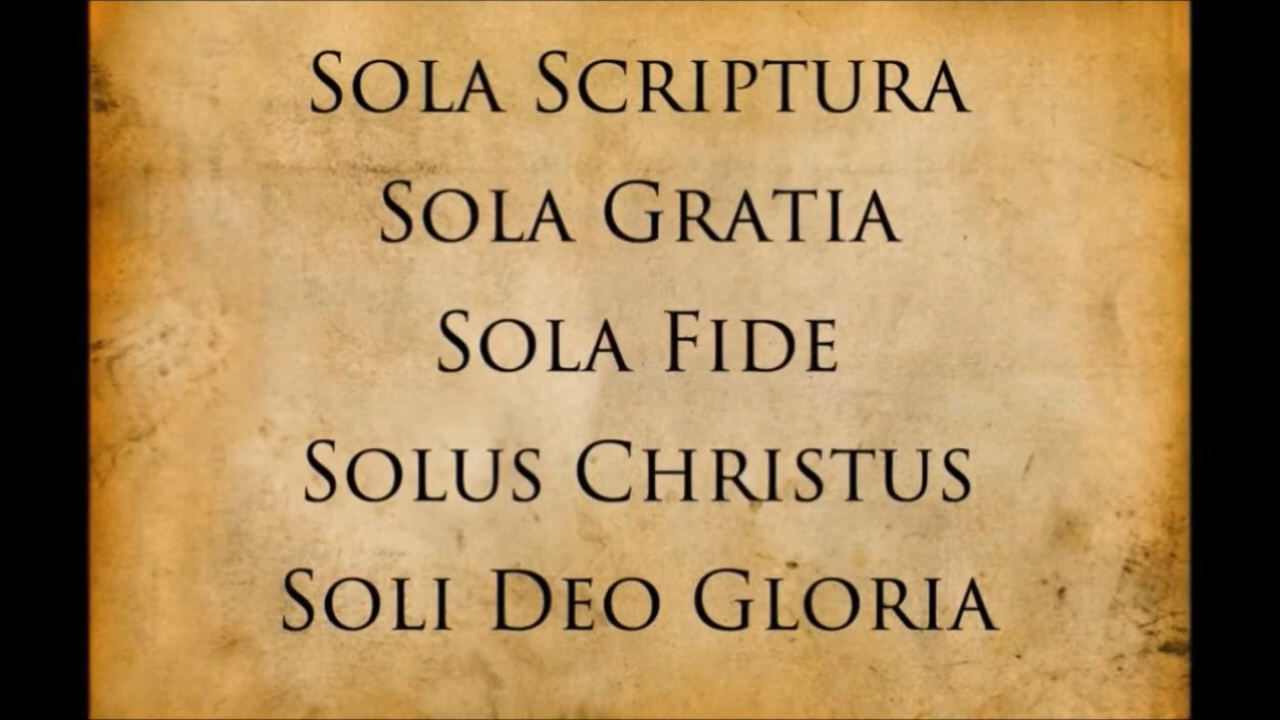 Sola Scriptura
Sola Gratia
Sola Fide
Solus Christus
Soli Deo Gloria